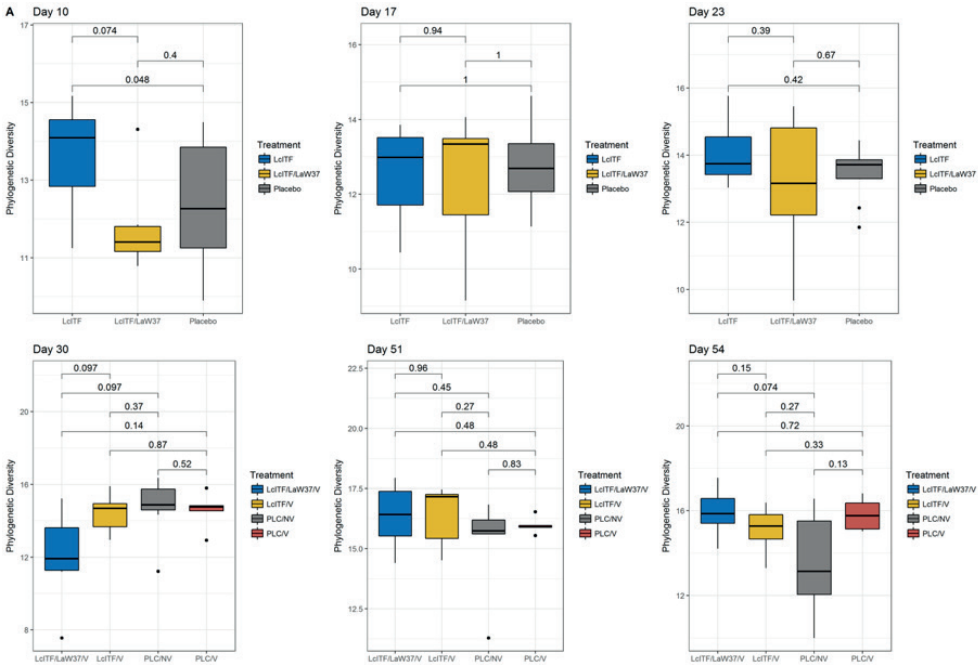 A
Day 10
17
15
13
11
Phylogenetic Diversity
0.074
0.4
0.048
LcITF
LcITF/LaW37
Placebo
Treatment
LcITF
LcITF/LaW37
Placebo
Day 17
16
14
12
10
Phylogenetic Diversity
0.94
1
1
LcITF
LcITF/LaW37
Placebo
Treatment
LcITF
LcITF/LaW37
Placebo
Day 23
16
14
12
10
Phylogenetic Diversity
0.39
0.67
0.42
LcITF
LcITF/LaW37
Placebo
Treatment
LcITF
LcITF/LaW37
Placebo
Day 30
20
16
12
8
Phylogenetic Diversity
0.097
0.097
0.37
0.14
0.87
0.52
LcITF/LaW37/V
LcITF/V
PLC/NV
PLC/V
Treatment
LcITF/LaW37/V
LcITF/V
PLC/NV
PLC/V
Day 51
22.5
20.0
17.5
15.0
12.5
Phylogenetic Diversity
0.96
0.45
0.27
0.48
0.48
0.83
LcITF/LaW37/V
LcITF/V
PLC/NV
PLC/V
Treatment
LcITF/LaW37/V
LcITF/V
PLC/NV
PLC/V
Day 54
20
16
12
Phylogenetic Diversity
0.15
0.074
0.27
0.72
0.33
0.13
LcITF/LaW37/V
LcITF/V
PLC/NV
PLC/V
Treatment
LcITF/LaW37/V
LcITF/V
PLC/NV
PLC/V